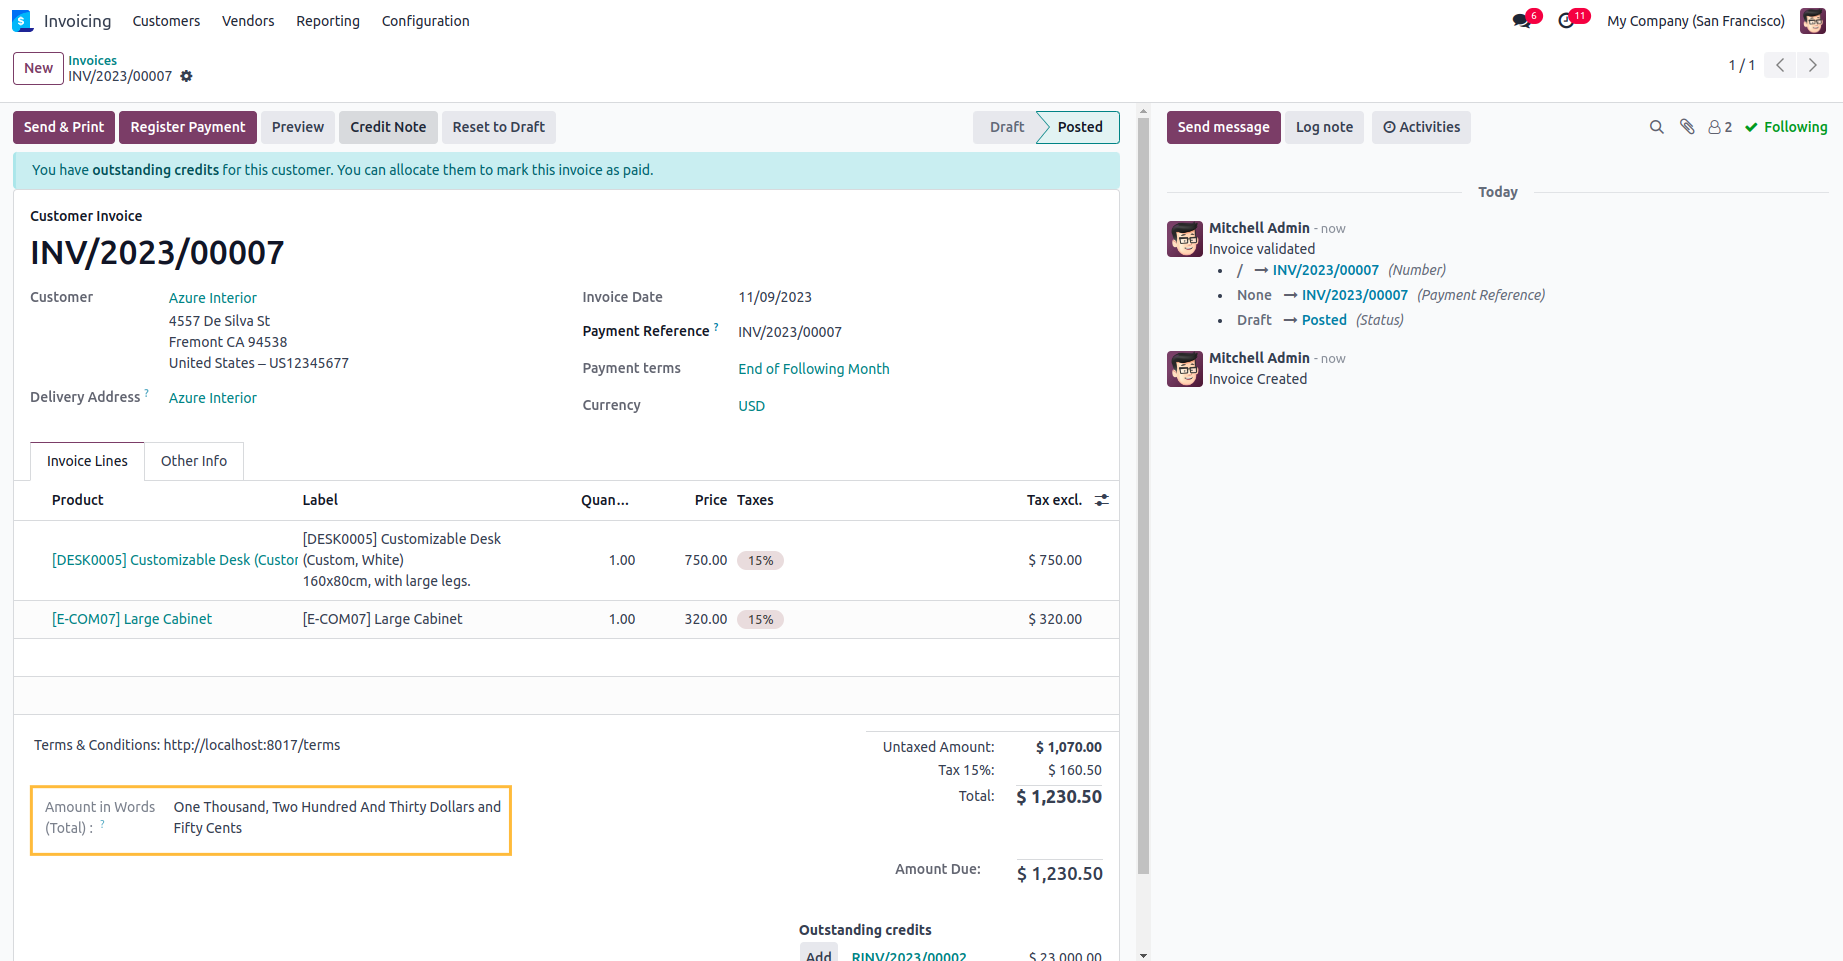 Invoicing Customers Vendors Reporting Configuration 6 11 My Company (San Francisco)
New Invoices
INV/2023/00007
1 / 1
Send & Print Register Payment Preview Credit Note Reset to Draft Draft Posted
You have outstanding credits for this customer. You can allocate them to mark this invoice as paid.
Customer Invoice
INV/2023/00007
Customer Azure Interior
4557 De Silva St
Fremont CA 94538
United States – US12345677
Delivery Address ? Azure Interior
Invoice Date 11/09/2023
Payment Reference ? INV/2023/00007
Payment terms End of Following Month
Currency USD
Invoice Lines Other Info
Product Label Quan... Price Taxes Tax excl.
[DESK0005] Customizable Desk (Custor [DESK0005] Customizable Desk
(Custom, White)
160x80cm, with large legs.
1.00 750.00 15% $ 750.00
[E-COM07] Large Cabinet [E-COM07] Large Cabinet 1.00 320.00 15% $ 320.00
Terms & Conditions: http://localhost:8017/terms
Amount in Words (Total) : ? One Thousand, Two Hundred And Thirty Dollars and
Fifty Cents
Untaxed Amount: $ 1,070.00
Tax 15%: $ 160.50
Total: $ 1,230.50
Amount Due: $ 1,230.50
Outstanding credits
Add RINV/2023/00002 $ 23,000.00
Send message Log note Activities 2 Following
Today
Mitchell Admin - now
Invoice validated
• / → INV/2023/00007 (Number)
• None → INV/2023/00007 (Payment Reference)
• Draft → Posted (Status)
Mitchell Admin - now
Invoice Created